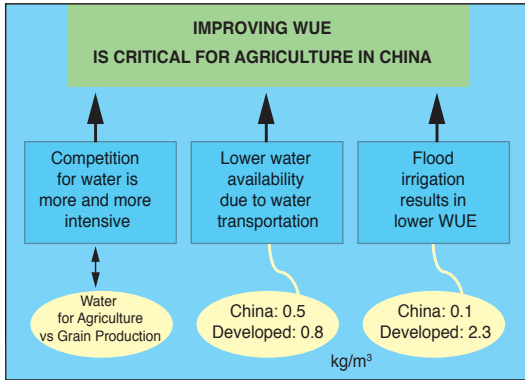 IMPROVING WUE
IS CRITICAL FOR AGRICULTURE IN CHINA
Competition
for water is
more and more
intensive
Lower water
availability
due to water
transportation
Flood
irrigation
results in
lower WUE
Water
for Agriculture
vs Grain Production
China: 0.5
Developed: 0.8
China: 0.1
Developed: 2.3
kg/m³